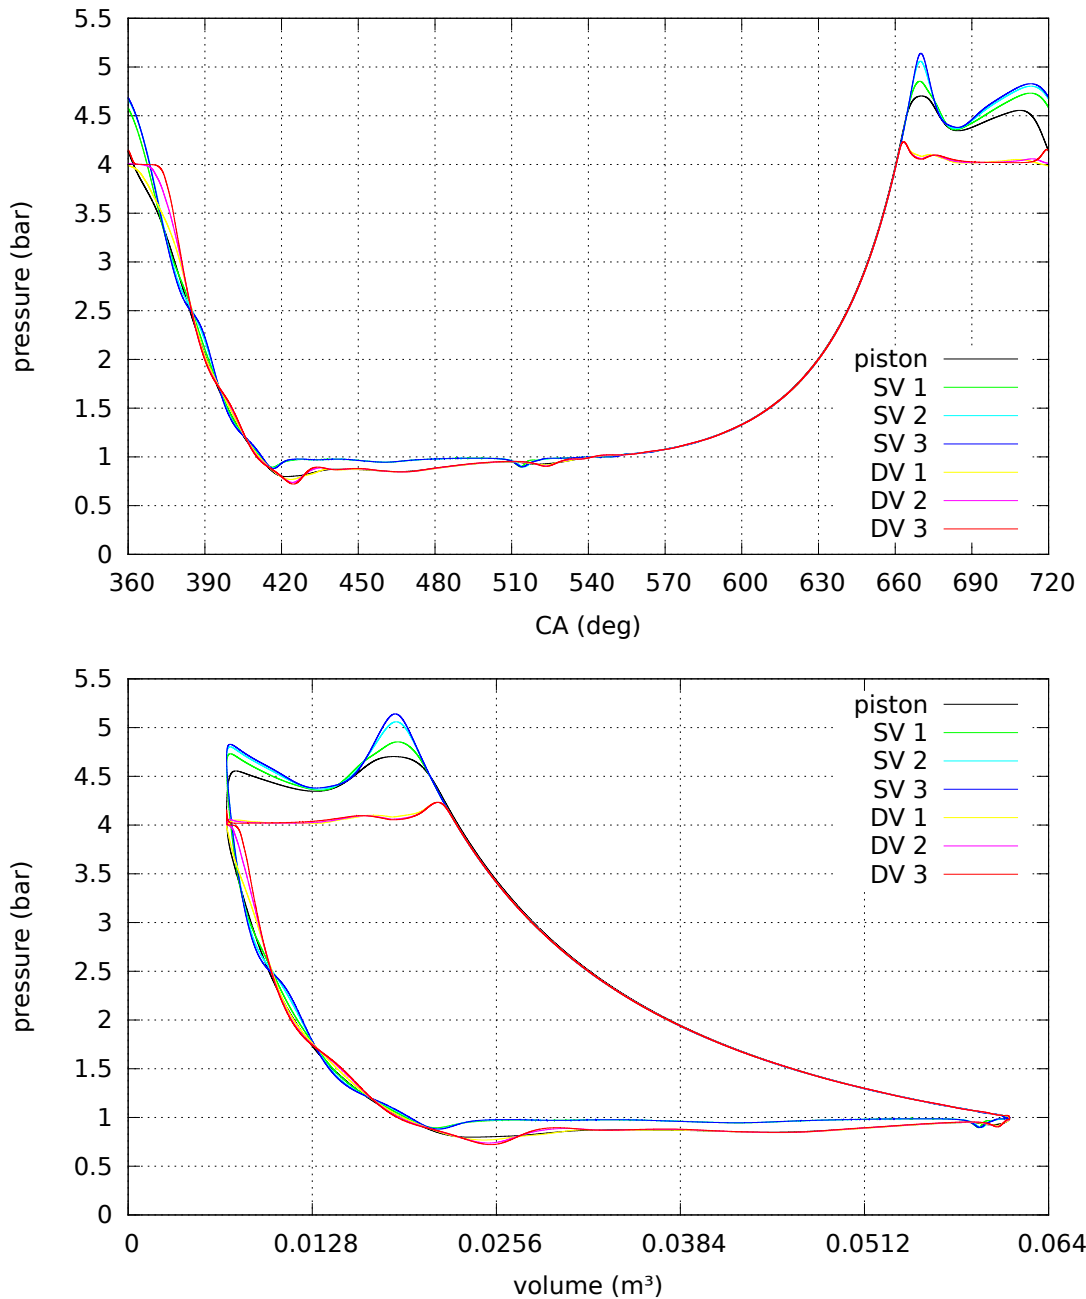 5.5
5
4.5
4
3.5
3
2.5
2
1.5
1
0.5
0
pressure (bar)
piston
SV 1
SV 2
SV 3
DV 1
DV 2
DV 3
360 390 420 450 480 510 540 570 600 630 660 690 720
CA (deg)
5.5
5
4.5
4
3.5
3
2.5
2
1.5
1
0.5
0
pressure (bar)
piston
SV 1
SV 2
SV 3
DV 1
DV 2
DV 3
0 0.0128 0.0256 0.0384 0.0512 0.064
volume (m³)